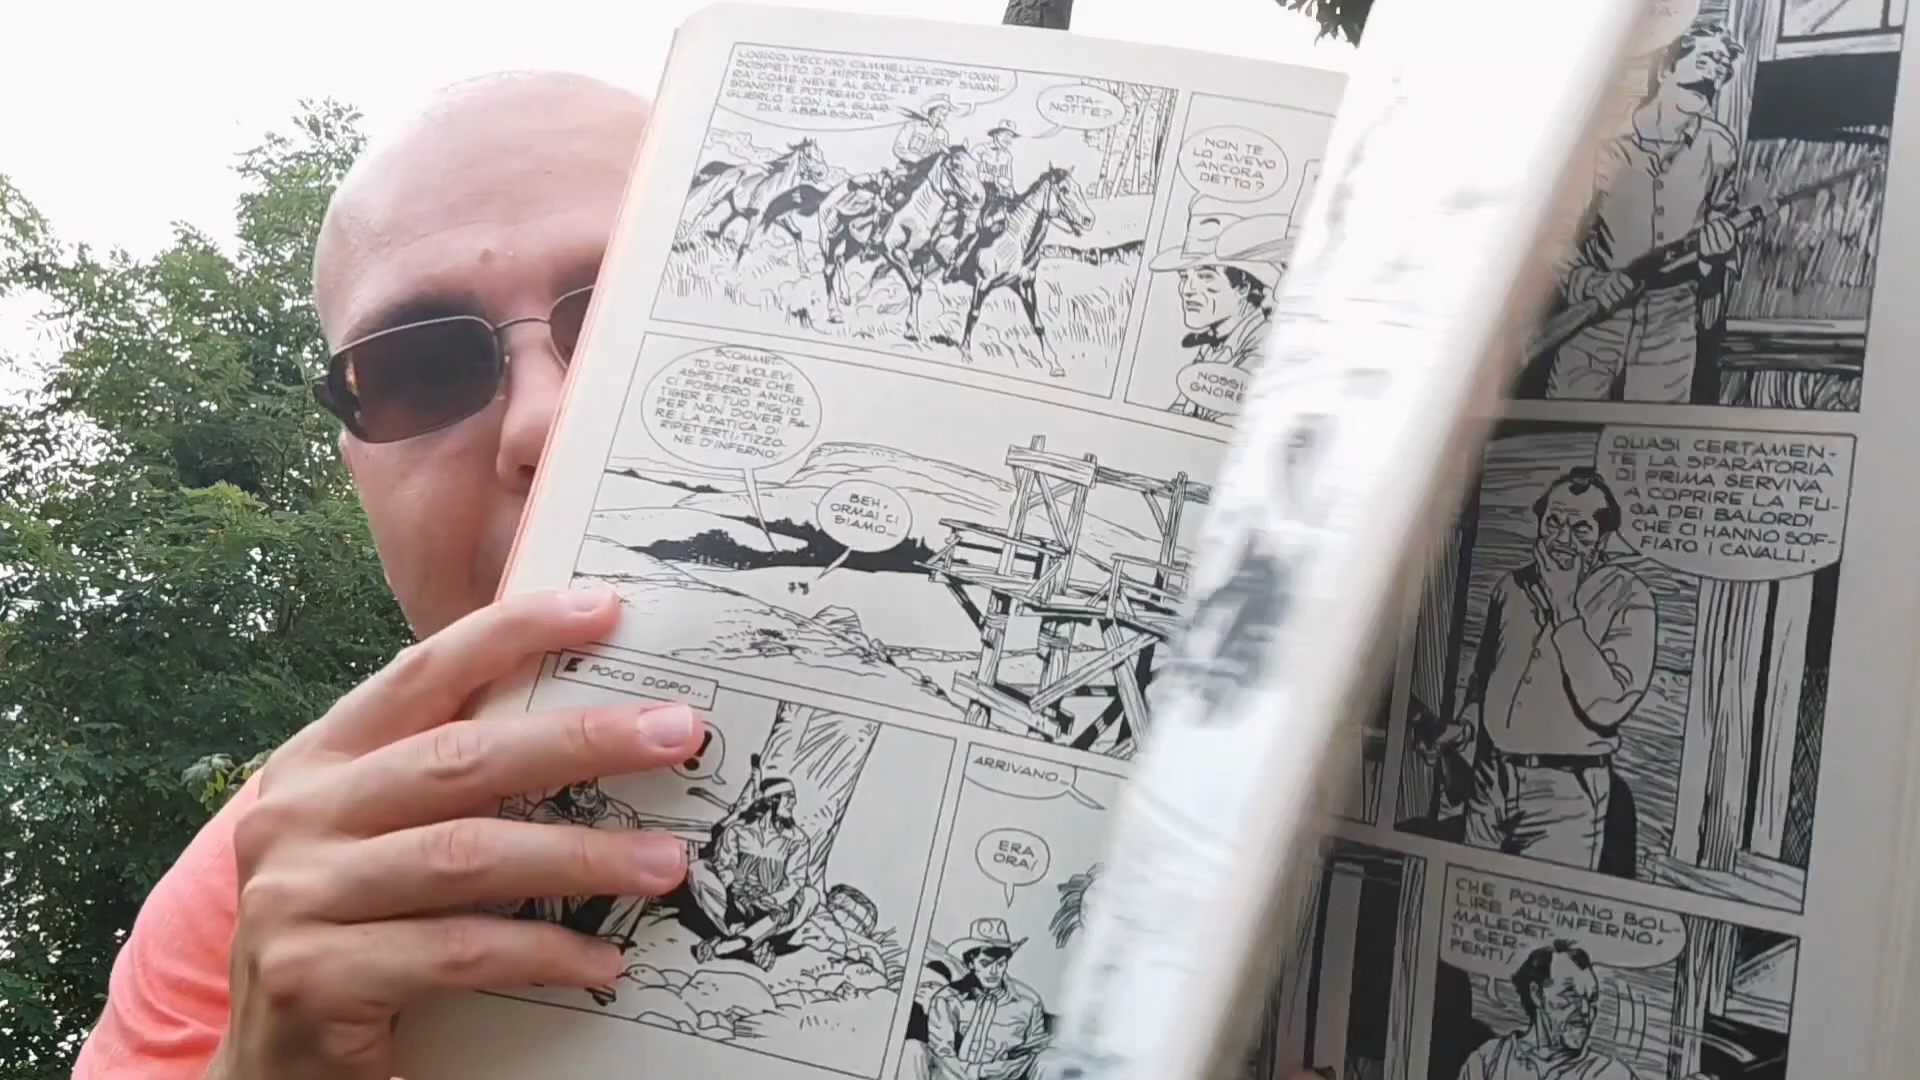 LOGICO, VECCHIO CAMMELLO. COSÌ OGNI
SOSPETTO DI MISTER SLATTERY SVANI-
RÀ COME NEVE AL SOLE, E
STANOTTE POTREMO CO-
GLIERLO CON LA GUAR-
DIA ABBASSATA.
STA-
NOTTE?
NON TE
LO AVEVO
ANCORA
DETTO?
NOSSI-
GNORE
SCOMMET-
TO CHE VOLEVI
ASPETTARE CHE
CI FOSSERO ANCHE
TIGER E TUO FIGLIO
PER NON DOVER FA-
RE LA FATICA DI
RIPETERTI, TIZZO-
NE D'INFERNO!
BEH,
ORMAI CI
SIAMO...
E POCO DOPO...
!
ARRIVANO...
ERA
ORA!
QUASI CERTAMEN-
TE LA SPARATORIA
DI PRIMA SERVIVA
A COPRIRE LA FU-
GA DEI BALORDI
CHE CI HANNO SOF-
FIATO I CAVALLI.
CHE POSSANO BOL-
LIRE ALL'INFERNO,
MALEDET-
TI SER-
PENTI!